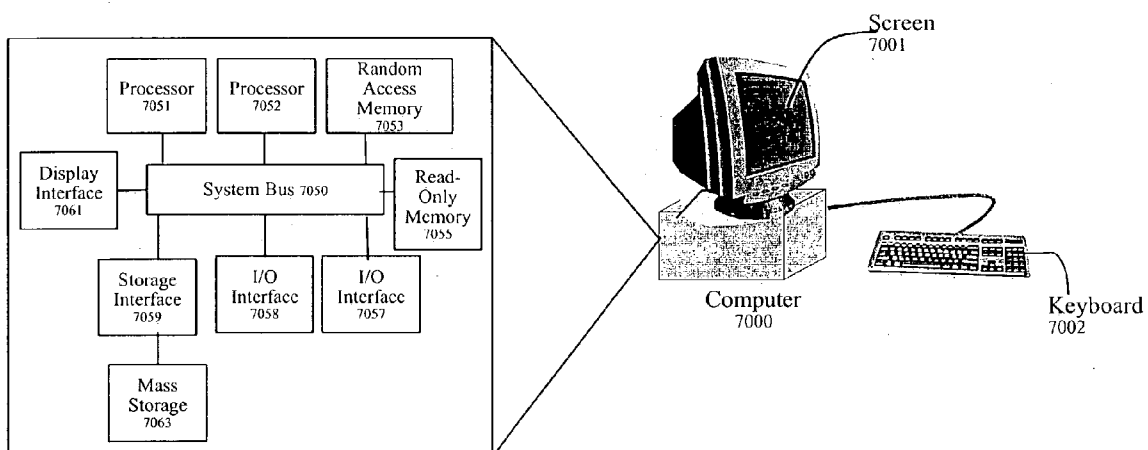 Screen
7001
Processor
7051
Processor
7052
Random
Access
Memory
7053
Display
Interface
7061
System Bus 7050
Read-
Only
Memory
7055
Storage
Interface
7059
I/O
Interface
7058
I/O
Interface
7057
Mass
Storage
7063
Computer
7000
Keyboard
7002